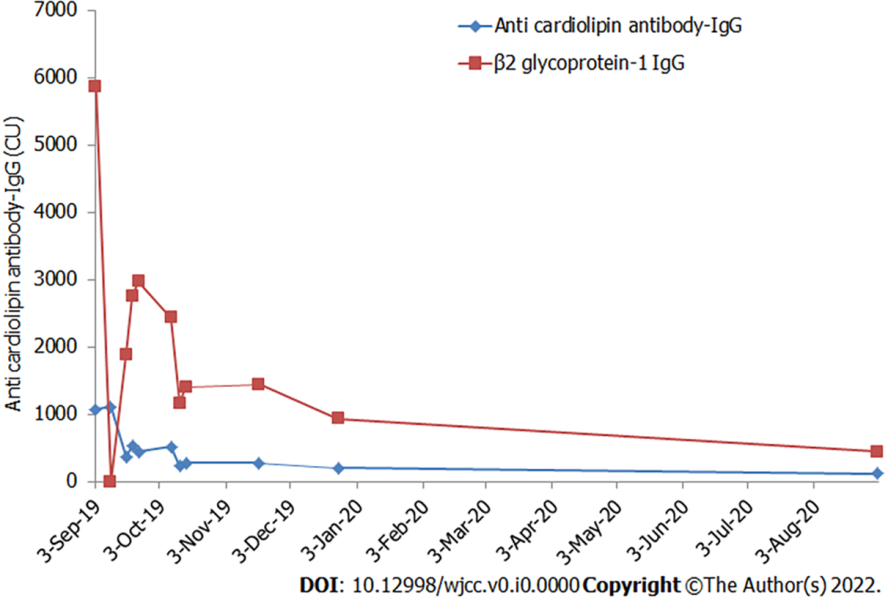 Anti cardiolipin antibody-IgG
β2 glycoprotein-1 IgG
Anti cardiolipin antibody-IgG (CU)
7000
6000
5000
4000
3000
2000
1000
0
3-Sep-19
3-Oct-19
3-Nov-19
3-Dec-19
3-Jan-20
3-Feb-20
3-Mar-20
3-Apr-20
3-May-20
3-Jun-20
3-Jul-20
3-Aug-20
DOI: 10.12998/wjcc.v0.i0.0000 Copyright ©The Author(s) 2022.